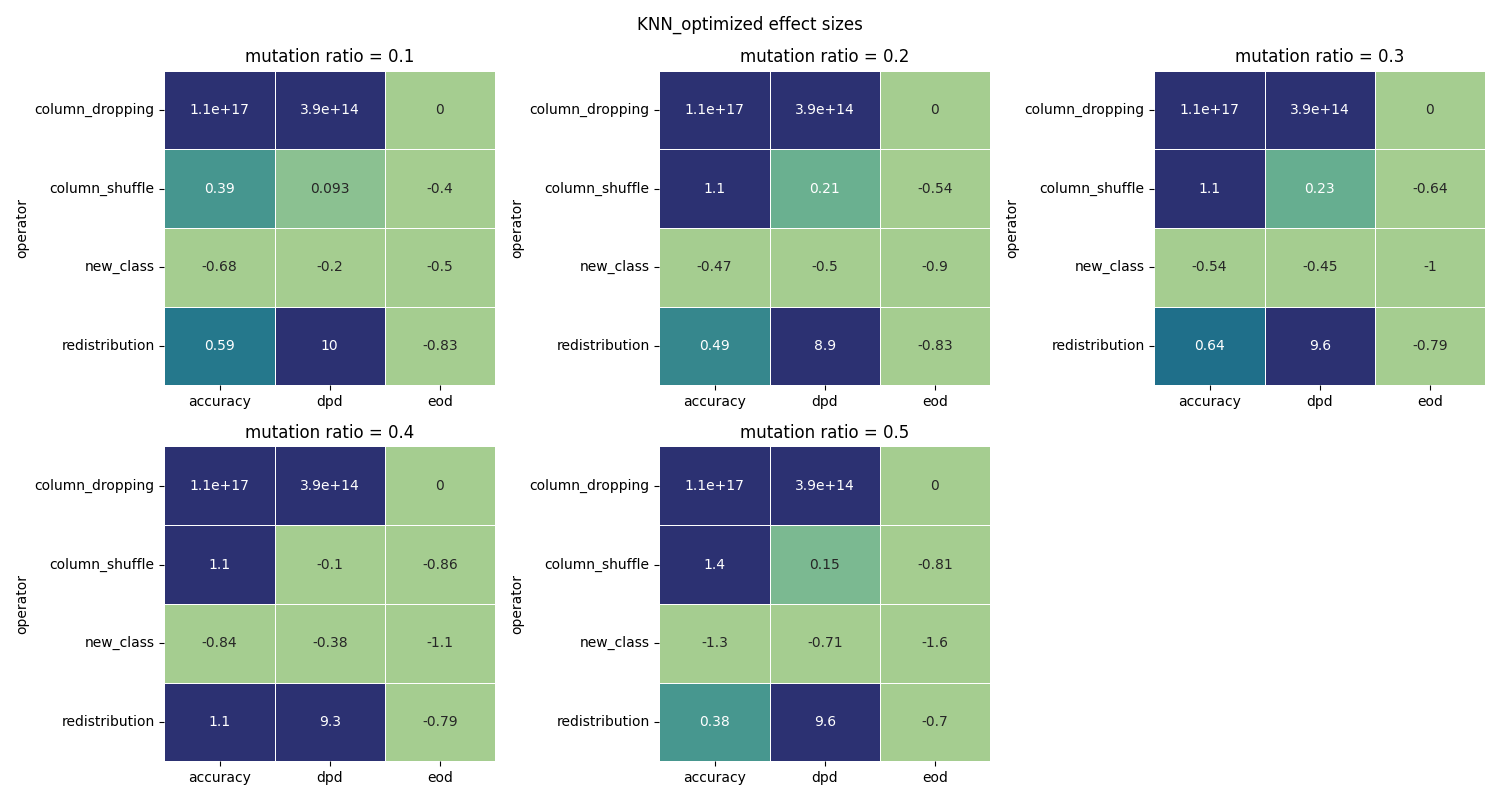 KNN_optimized effect sizes
mutation ratio = 0.1
column_dropping 1.1e+17 3.9e+14 0
column_shuffle 0.39 0.093 -0.4
new_class -0.68 -0.2 -0.5
redistribution 0.59 10 -0.83
operator
accuracy dpd eod
mutation ratio = 0.2
column_dropping 1.1e+17 3.9e+14 0
column_shuffle 1.1 0.21 -0.54
new_class -0.47 -0.5 -0.9
redistribution 0.49 8.9 -0.83
operator
accuracy dpd eod
mutation ratio = 0.3
column_dropping 1.1e+17 3.9e+14 0
column_shuffle 1.1 0.23 -0.64
new_class -0.54 -0.45 -1
redistribution 0.64 9.6 -0.79
operator
accuracy dpd eod
mutation ratio = 0.4
column_dropping 1.1e+17 3.9e+14 0
column_shuffle 1.1 -0.1 -0.86
new_class -0.84 -0.38 -1.1
redistribution 1.1 9.3 -0.79
operator
accuracy dpd eod
mutation ratio = 0.5
column_dropping 1.1e+17 3.9e+14 0
column_shuffle 1.4 0.15 -0.81
new_class -1.3 -0.71 -1.6
redistribution 0.38 9.6 -0.7
operator
accuracy dpd eod